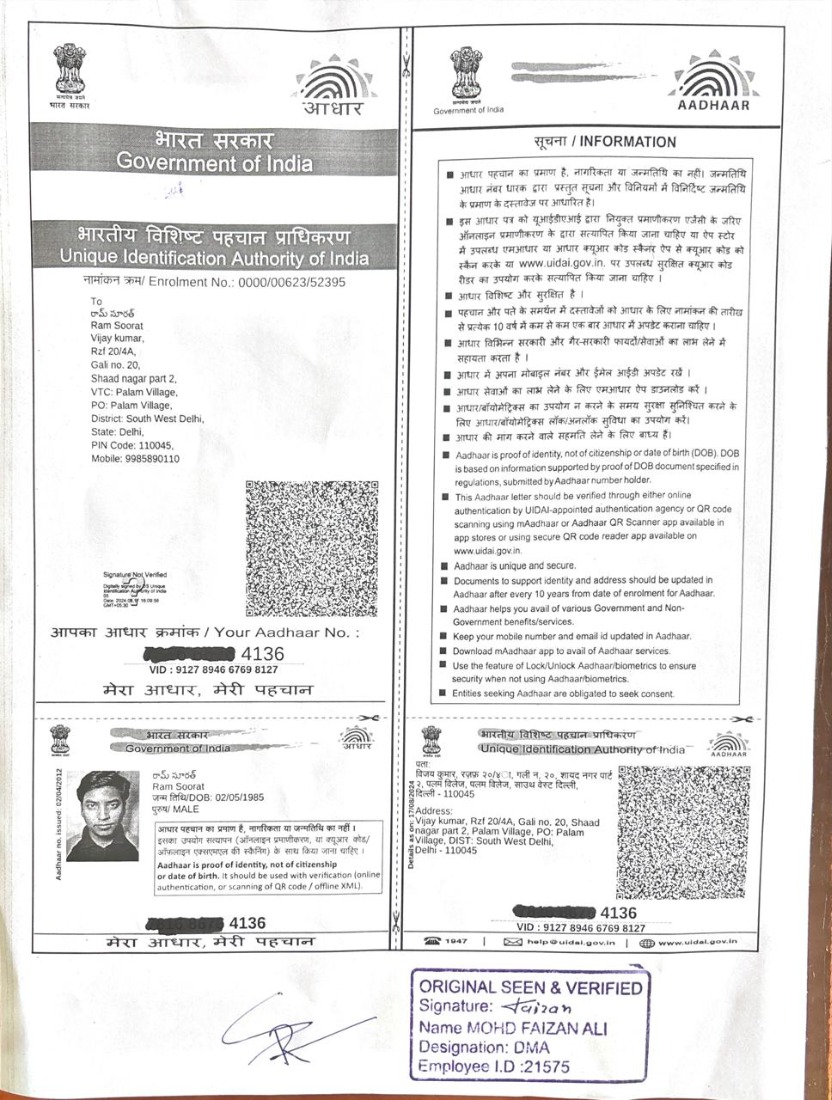 भारत सरकार
आधार
भारत सरकार
Government of India
भारतीय विशिष्ट पहचान प्राधिकरण
Unique Identification Authority of India
नामांकन क्रम/ Enrolment No.: 0000/00623/52395
To
రామ్ సూరత్
Ram Soorat
Vijay kumar,
Rzf 20/4A,
Gali no. 20,
Shaad nagar part 2,
VTC: Palam Village,
PO: Palam Village,
District: South West Delhi,
State: Delhi,
PIN Code: 110045,
Mobile: 9985890110
Signature Not Verified
Digitally signed by DS Unique
Identification Authority of India
GMT+05:30
आपका आधार क्रमांक / Your Aadhaar No. :
4136
VID : 9127 8946 6769 8127
मेरा आधार, मेरी पहचान
भारत सरकार
Government of India
आधार
Aadhaar no. issued: 02/04/2012
రామ్ సూరత్
Ram Soorat
जन्म तिथि/DOB: 02/05/1985
पुरुष/ MALE
आधार पहचान का प्रमाण है, नागरिकता या जन्मतिथि का नहीं ।
इसका उपयोग सत्यापन (ऑनलाइन प्रमाणीकरण, या क्यूआर कोड/
ऑफलाइन एक्सएमएल की स्कैनिंग) के साथ किया जाना चाहिए ।
Aadhaar is proof of identity, not of citizenship
or date of birth. It should be used with verification (online
authentication, or scanning of QR code / offline XML).
4136
मेरा आधार, मेरी पहचान
Government of India
AADHAAR
सूचना / INFORMATION
आधार पहचान का प्रमाण है, नागरिकता या जन्मतिथि का नहीं। जन्मतिथि
आधार नंबर धारक द्वारा प्रस्तुत सूचना और विनियमों में विनिर्दिष्ट जन्मतिथि
के प्रमाण के दस्तावेज पर आधारित है।
इस आधार पत्र को यूआईडीएआई द्वारा नियुक्त प्रमाणीकरण एजेंसी के जरिए
ऑनलाइन प्रमाणीकरण के द्वारा सत्यापित किया जाना चाहिए या ऐप स्टोर
में उपलब्ध एमआधार या आधार क्यूआर कोड स्कैनर ऐप से क्यूआर कोड को
स्कैन करके या www.uidai.gov.in. पर उपलब्ध सुरक्षित क्यूआर कोड
रीडर का उपयोग करके सत्यापित किया जाना चाहिए ।
आधार विशिष्ट और सुरक्षित है ।
पहचान और पते के समर्थन में दस्तावेजों को आधार के लिए नामांकन की तारीख
से प्रत्येक 10 वर्ष में कम से कम एक बार आधार में अपडेट कराना चाहिए ।
आधार विभिन्न सरकारी और गैर-सरकारी फायदों/सेवाओं का लाभ लेने में
सहायता करता है ।
आधार में अपना मोबाइल नंबर और ईमेल आईडी अपडेट रखें ।
आधार सेवाओं का लाभ लेने के लिए एमआधार ऐप डाउनलोड करें ।
आधार/बॉयोमेट्रिक्स का उपयोग न करने के समय सुरक्षा सुनिश्चित करने के
लिए आधार/बॉयोमेट्रिक्स लॉक/अनलॉक सुविधा का उपयोग करें।
आधार की मांग करने वाले सहमति लेने के लिए बाध्य हैं।
Aadhaar is proof of identity, not of citizenship or date of birth (DOB). DOB
is based on information supported by proof of DOB document specified in
regulations, submitted by Aadhaar number holder.
This Aadhaar letter should be verified through either online
authentication by UIDAI-appointed authentication agency or QR code
scanning using mAadhaar or Aadhaar QR Scanner app available in
app stores or using secure QR code reader app available on
www.uidai.gov.in.
Aadhaar is unique and secure.
Documents to support identity and address should be updated in
Aadhaar after every 10 years from date of enrolment for Aadhaar.
Aadhaar helps you avail of various Government and Non-
Government benefits/services.
Keep your mobile number and email id updated in Aadhaar.
Download mAadhaar app to avail of Aadhaar services.
Use the feature of Lock/Unlock Aadhaar/biometrics to ensure
security when not using Aadhaar/biometrics.
Entities seeking Aadhaar are obligated to seek consent.
भारतीय विशिष्ट पहचान प्राधिकरण
Unique Identification Authority of India
AADHAAR
Details as on: 17/08/2024
पता:
विजय कुमार, रज़फ़ २०/४ा, गली न. २०, शायद नगर पार्ट
२, पलम विलेज, पलम विलेज, साउथ वेस्ट दिल्ली,
दिल्ली - 110045
Address:
Vijay kumar, Rzf 20/4A, Gali no. 20, Shaad
nagar part 2, Palam Village, PO: Palam
Village, DIST: South West Delhi,
Delhi - 110045
4136
VID : 9127 8946 6769 8127
1947 | help@uidai.gov.in | www.uidai.gov.in
ORIGINAL SEEN & VERIFIED
Signature: Faizan
Name MOHD FAIZAN ALI
Designation: DMA
Employee I.D :21575